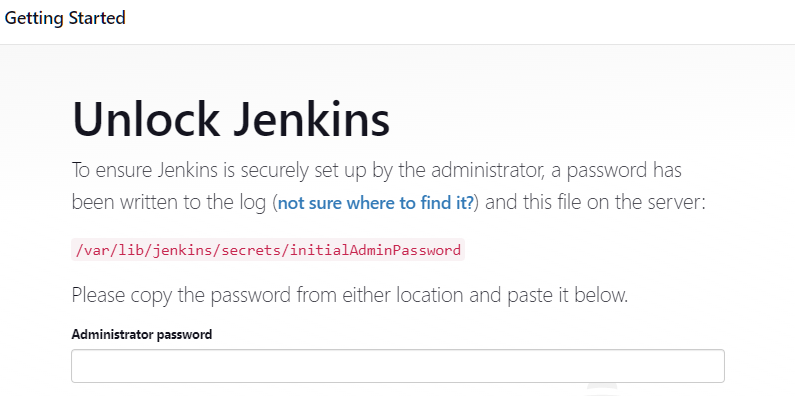 Getting Started
Unlock Jenkins
To ensure Jenkins is securely set up by the administrator, a password has
been written to the log (not sure where to find it?) and this file on the server:
/var/lib/jenkins/secrets/initialAdminPassword
Please copy the password from either location and paste it below.
Administrator password